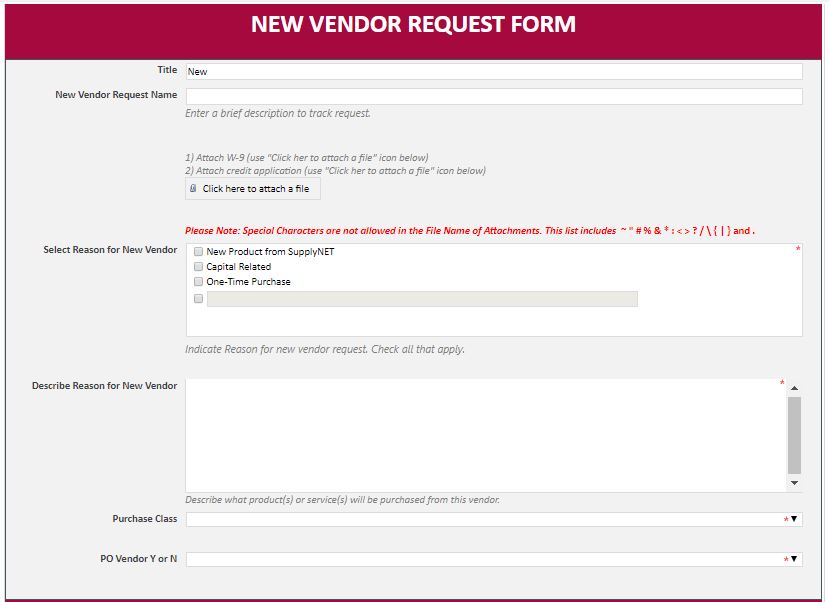 NEW VENDOR REQUEST FORM
Title New
New Vendor Request Name
Enter a brief description to track request.
1) Attach W-9 (use "Click her to attach a file" icon below)
2) Attach credit application (use "Click her to attach a file" icon below)
Click here to attach a file
Please Note: Special Characters are not allowed in the File Name of Attachments. This list includes ~ " # % & * : < > ? / \ { | } and .
Select Reason for New Vendor *
New Product from SupplyNET
Capital Related
One-Time Purchase
Indicate Reason for new vendor request. Check all that apply.
Describe Reason for New Vendor *
Describe what product(s) or service(s) will be purchased from this vendor.
Purchase Class *
PO Vendor Y or N *